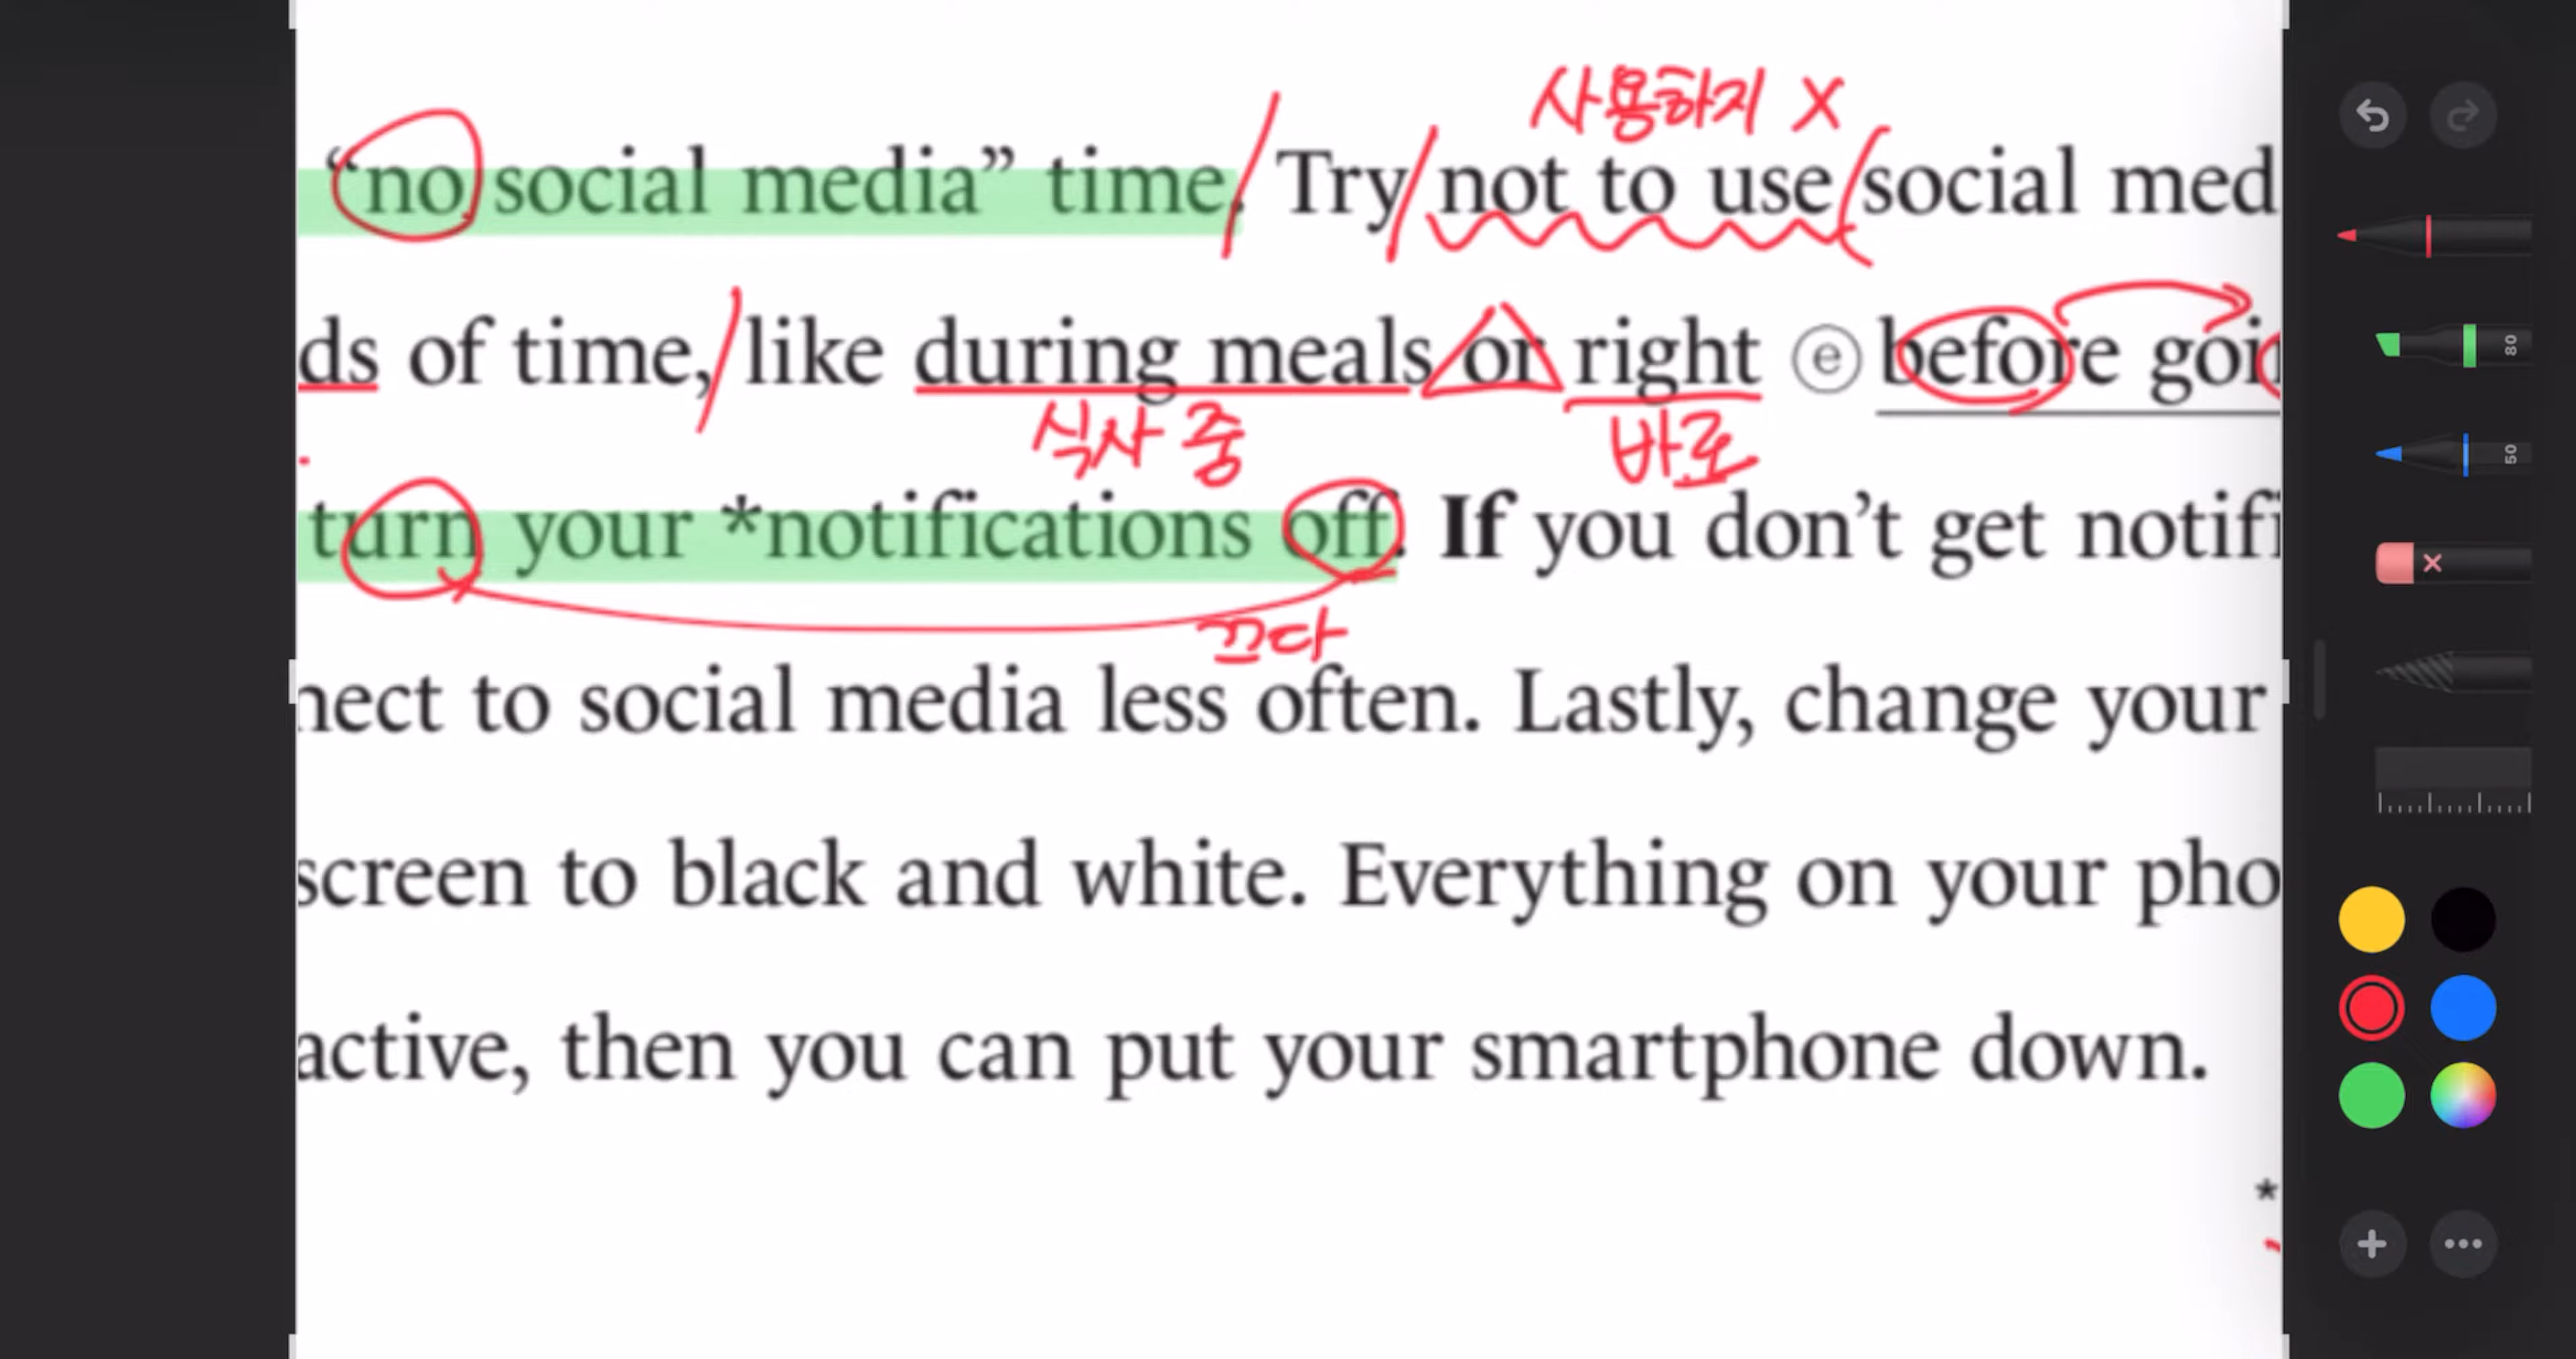 사용하지 X
“no social media” time. Try not to use social med
ds of time, like during meals or right ⓔ before goin
식사 중 바로
turn your *notifications off. If you don’t get notifi
끄다
nect to social media less often. Lastly, change your
screen to black and white. Everything on your pho
active, then you can put your smartphone down.
*
80
50